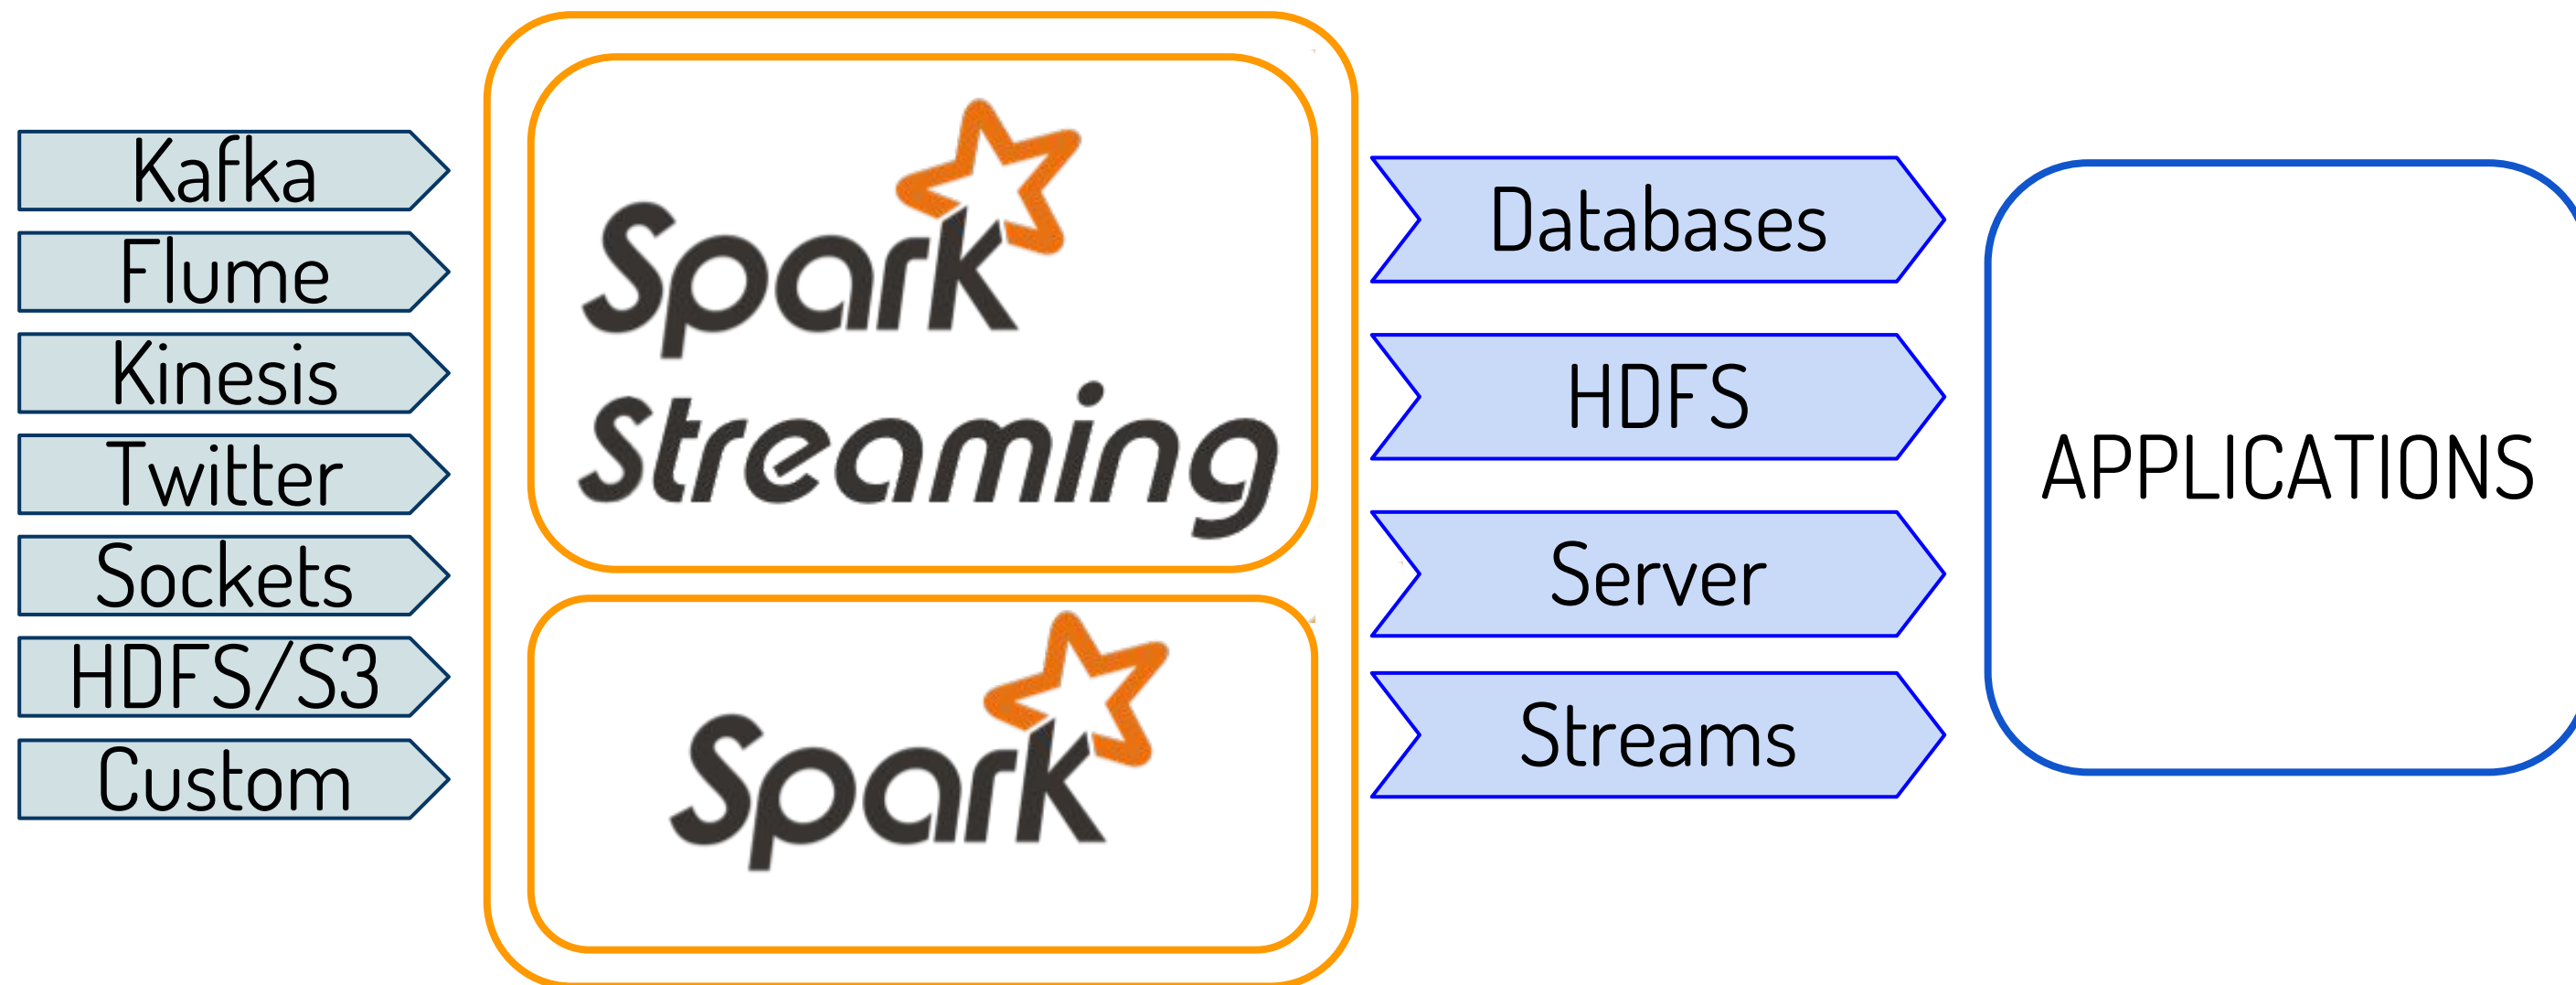 Kafka
Flume
Kinesis
Twitter
Sockets
HDFS/S3
Custom
Spark
Streaming
Spark
Databases
HDFS
Server
Streams
APPLICATIONS